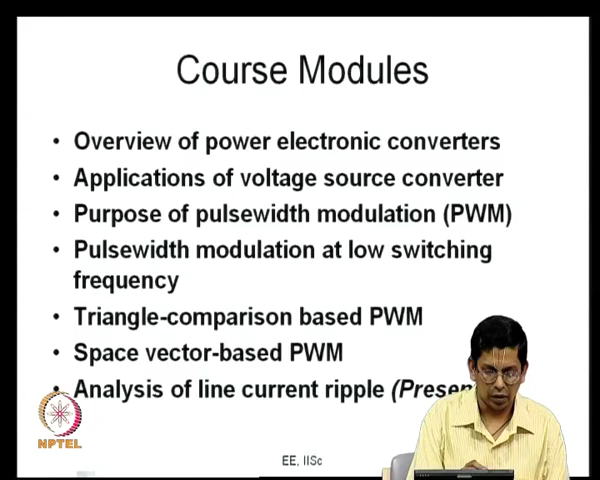 Course Modules
• Overview of power electronic converters
• Applications of voltage source converter
• Purpose of pulsewidth modulation (PWM)
• Pulsewidth modulation at low switching
frequency
• Triangle-comparison based PWM
• Space vector-based PWM
• Analysis of line current ripple
NPTEL
EE, IISc